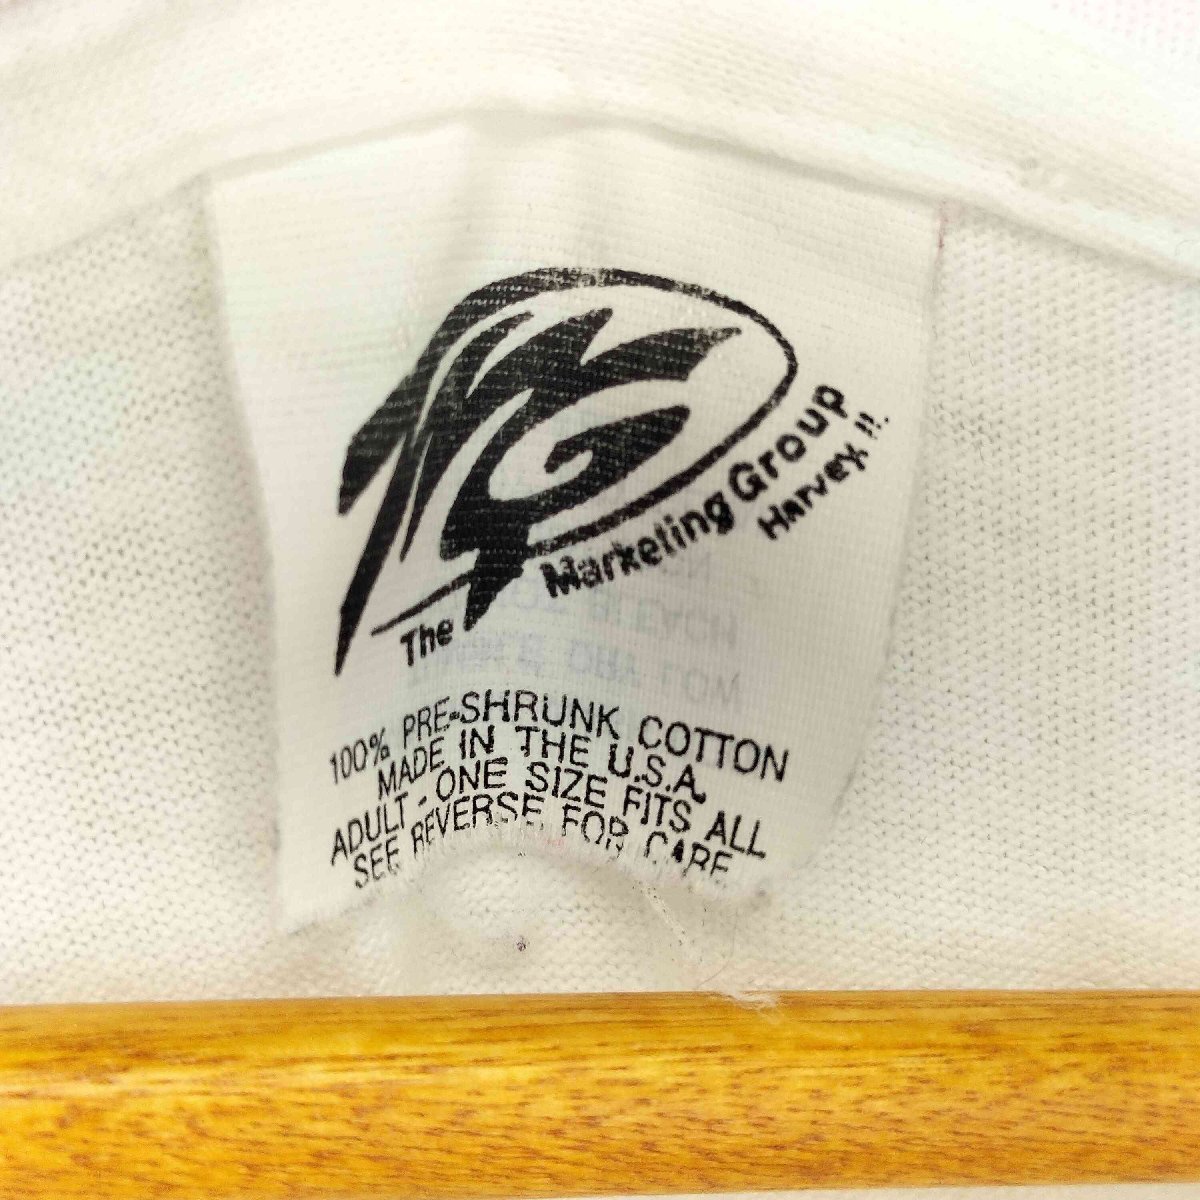 TMG
The Marketing Group
Harvey, Il.
100% PRE-SHRUNK COTTON
MADE IN THE U.S.A.
ADULT - ONE SIZE FITS ALL
SEE REVERSE FOR CARE